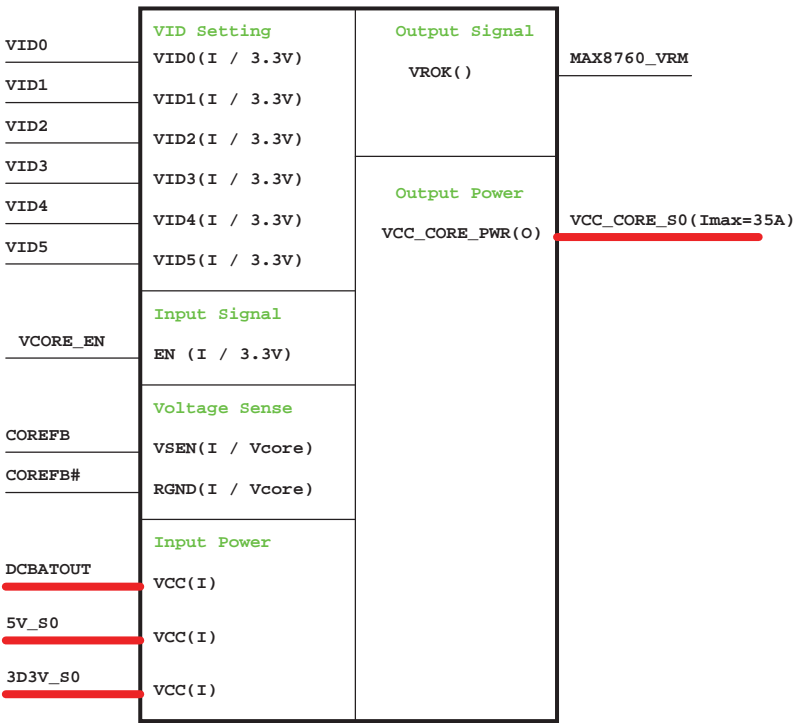 VID0
VID1
VID2
VID3
VID4
VID5
VCORE_EN
COREFB
COREFB#
DCBATOUT
5V_S0
3D3V_S0
VID Setting
VID0(I / 3.3V)
VID1(I / 3.3V)
VID2(I / 3.3V)
VID3(I / 3.3V)
VID4(I / 3.3V)
VID5(I / 3.3V)
Input Signal
EN (I / 3.3V)
Voltage Sense
VSEN(I / Vcore)
RGND(I / Vcore)
Input Power
VCC(I)
VCC(I)
VCC(I)
Output Signal
VROK()
Output Power
VCC_CORE_PWR(O)
MAX8760_VRM
VCC_CORE_S0(Imax=35A)